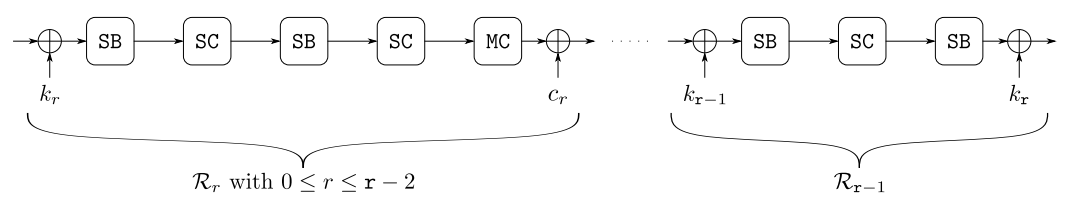 SB SC SB SC MC SB SC SB
k_r c_r k_{r−1} k_r
ℛ_r with 0 ≤ r ≤ r − 2 ℛ_{r−1}